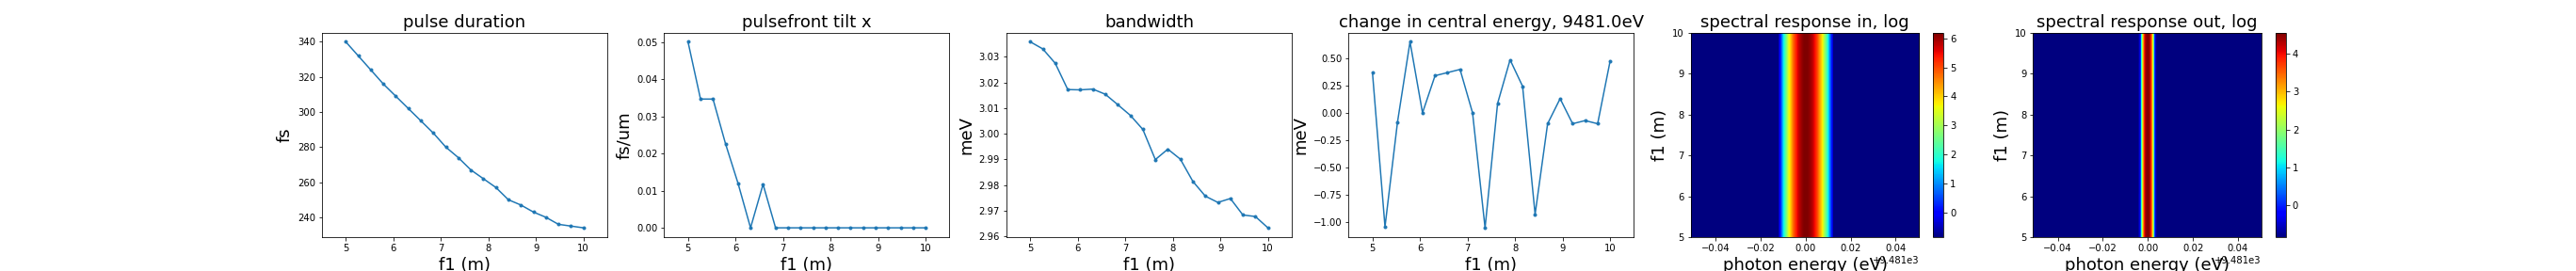 pulse duration
340
320
300
280
260
240
fs
5 6 7 8 9 10
f1 (m)
pulsefront tilt x
0.05
0.04
0.03
0.02
0.01
0.00
fs/um
5 6 7 8 9 10
f1 (m)
bandwidth
3.03
3.02
3.01
3.00
2.99
2.98
2.97
2.96
meV
5 6 7 8 9 10
f1 (m)
change in central energy, 9481.0eV
0.50
0.25
0.00
−0.25
−0.50
−0.75
−1.00
meV
5 6 7 8 9 10
f1 (m)
spectral response in, log
10
9
8
7
6
5
f1 (m)
−0.04 −0.02 0.00 0.02 0.04
photon energy (eV)
+9.481e3
6
5
4
3
2
1
0
spectral response out, log
10
9
8
7
6
5
f1 (m)
−0.04 −0.02 0.00 0.02 0.04
photon energy (eV)
+9.481e3
4
3
2
1
0